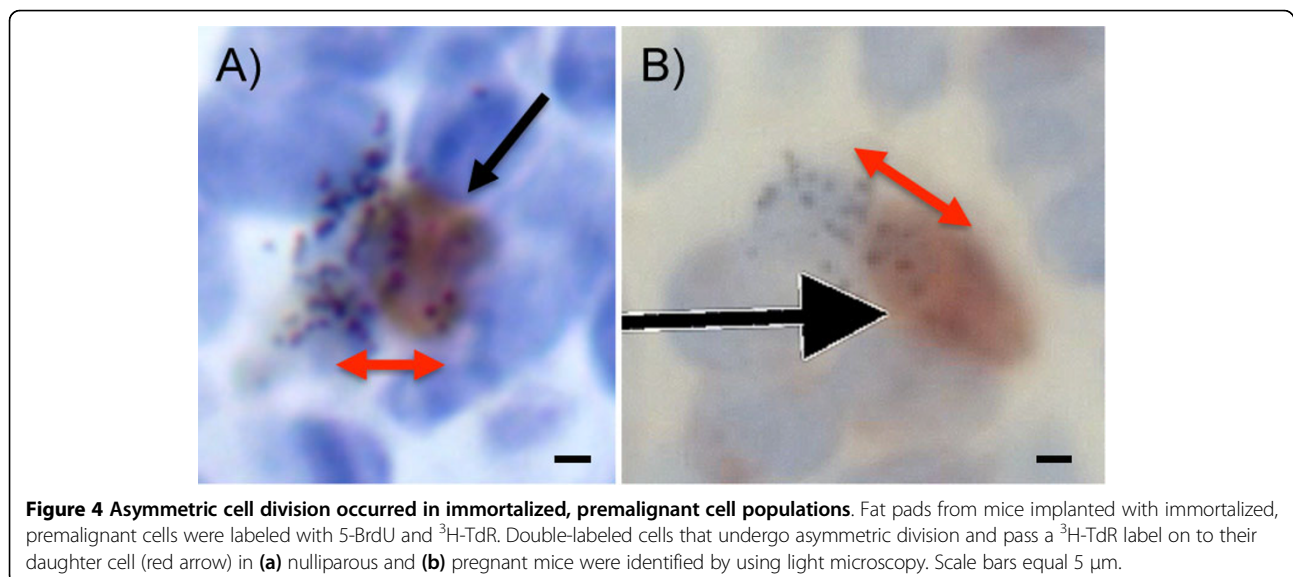 A)
B)
Figure 4 Asymmetric cell division occurred in immortalized, premalignant cell populations. Fat pads from mice implanted with immortalized,
premalignant cells were labeled with 5-BrdU and ³H-TdR. Double-labeled cells that undergo asymmetric division and pass a ³H-TdR label on to their
daughter cell (red arrow) in (a) nulliparous and (b) pregnant mice were identified by using light microscopy. Scale bars equal 5 μm.